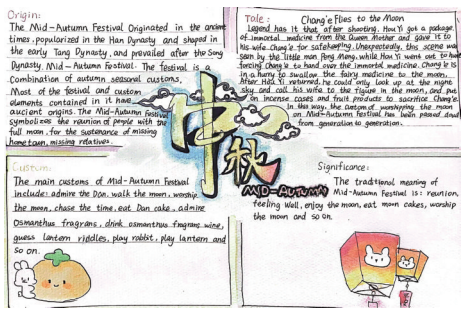 Origin:
The Mid-Autumn Festival Originated in the ancient
times, popularized in the Han Dynasty and shaped in
the early Tang Dynasty, and prevailed after the Song
Dynasty. Mid-Autumn Festival. The festival is a
Combination of autumn seasonal customs,
Most of the festival and custom
elements contained in it have
aucient origins. The Mid-Autumn Festival
symbolizes the reunion of people with the
full moon, for the sustenance of missing
home town, missing relatives.
Tale: Chang'e Flies to the Moon
Legend has it that after shooting, Hou Yi got a package
of immortal medicine from the Queen Mother and gave it to
his wife Chang'e for safekeeping. Unexpectedly, this scene was
seen by the little man Feng Meng, while Hou Yi went out to hunt
forcing Chang'e to hand over the immortal medicine. Chang'e is
in a hurry to swallow the fairy medicine to the moon.
After Hou Yi returned, he could only look up at the night
sky and call his wife to the figure in the moon, and put
on incense cases and fruit products to sacrifice Chang'e.
In this way, the custom of worshipping the moon
on Mid-Autumn Festival has been passed down
from generation to generation.
中秋
MID-AUTUMN
Custom:
The main customs of Mid-Autumn Festival
include: admire the Dan, walk the moon, worship
the moon, chase the time, eat Dan cake, admire
Osmanthus fragrans, drink osmanthus fragrans wine,
guess lantern riddles, play rabbit, play lantern and
so on.
Significance:
The traditional meaning of
Mid-Autumn Festival is: reunion,
feeling Well, enjoy the moon, eat moon cakes, worship
the moon and so on.